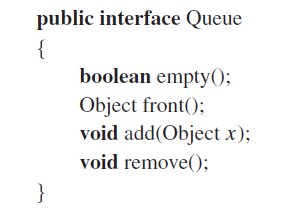 public interface Queue
{
boolean empty();
Object front();
void add(Object x);
void remove();
}